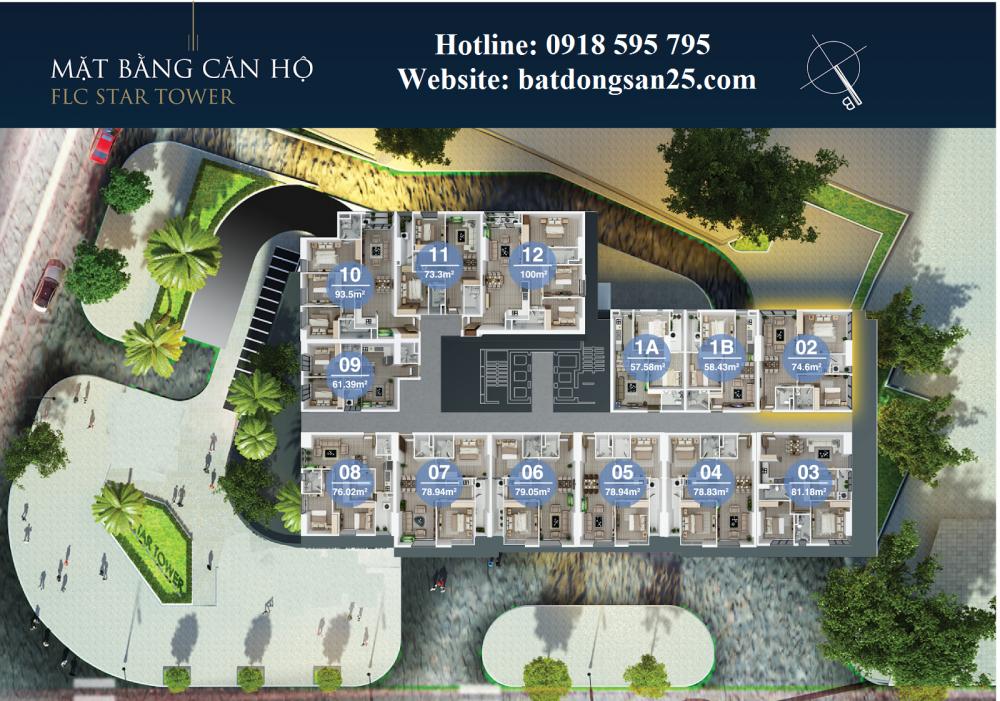 MẶT BẰNG CĂN HỘ
FLC STAR TOWER
Hotline: 0918 595 795
Website: batdongsan25.com
B
10
93.5m²
11
73.3m²
12
100m²
09
61.39m²
1A
57.58m²
1B
58.43m²
02
74.6m²
08
76.02m²
07
78.94m²
06
79.05m²
05
78.94m²
04
78.83m²
03
81.18m²
STAR TOWER